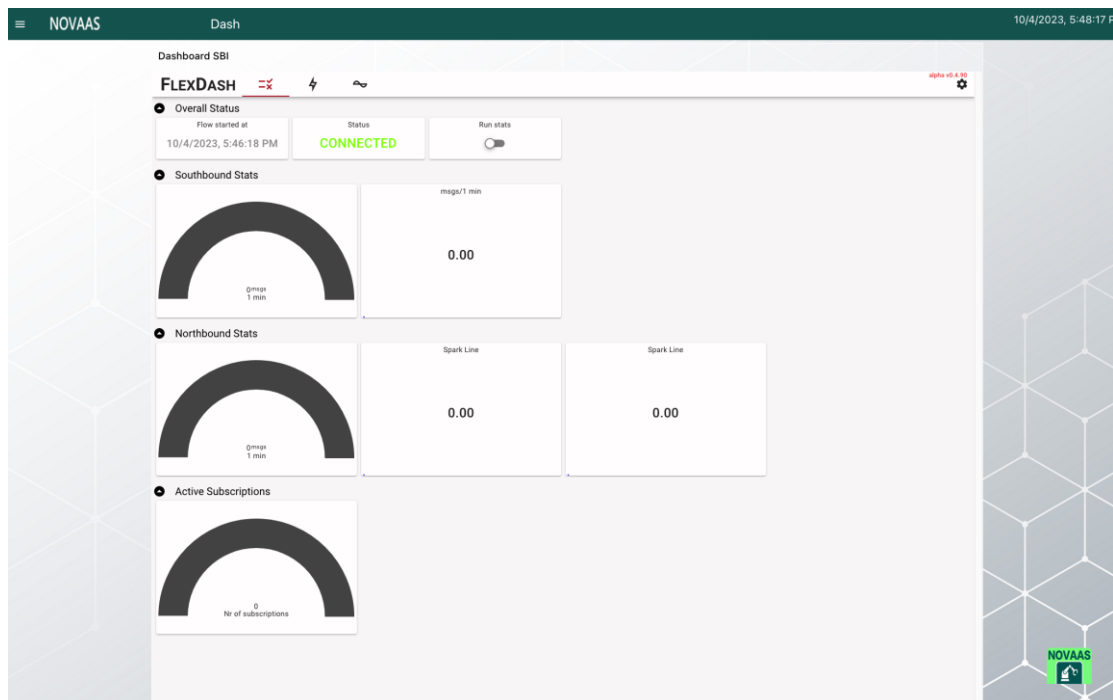 NOVAAS
Dash
10/4/2023, 5:48:17 P
Dashboard SBI
FLEXDASH
alpha v0.4.90
Overall Status
Flow started at
10/4/2023, 5:46:18 PM
Status
CONNECTED
Run stats
Southbound Stats
0msgs
1 min
msgs/1 min
0.00
Northbound Stats
0msgs
1 min
Spark Line
0.00
Spark Line
0.00
Active Subscriptions
0
Nr of subscriptions
NOVAAS